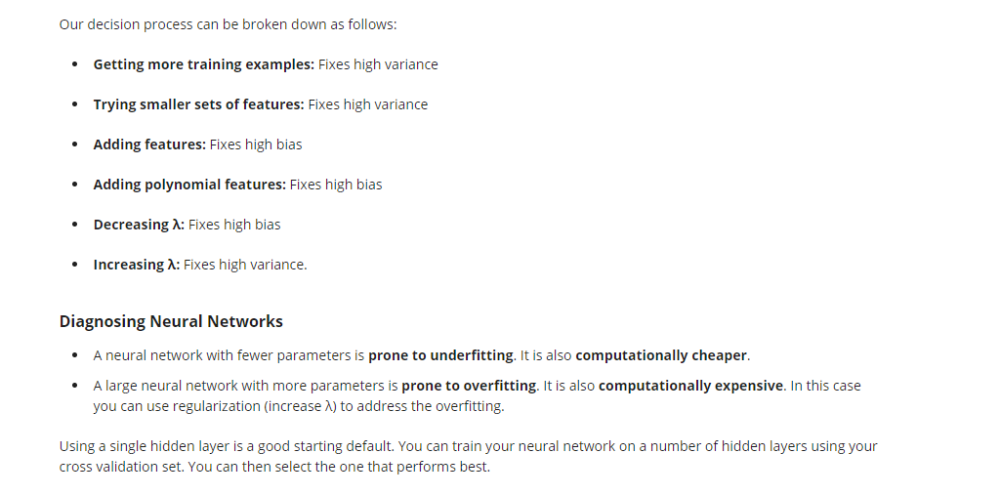 Our decision process can be broken down as follows:
• Getting more training examples: Fixes high variance
• Trying smaller sets of features: Fixes high variance
• Adding features: Fixes high bias
• Adding polynomial features: Fixes high bias
• Decreasing λ: Fixes high bias
• Increasing λ: Fixes high variance.
Diagnosing Neural Networks
• A neural network with fewer parameters is prone to underfitting. It is also computationally cheaper.
• A large neural network with more parameters is prone to overfitting. It is also computationally expensive. In this case
you can use regularization (increase λ) to address the overfitting.
Using a single hidden layer is a good starting default. You can train your neural network on a number of hidden layers using your
cross validation set. You can then select the one that performs best.